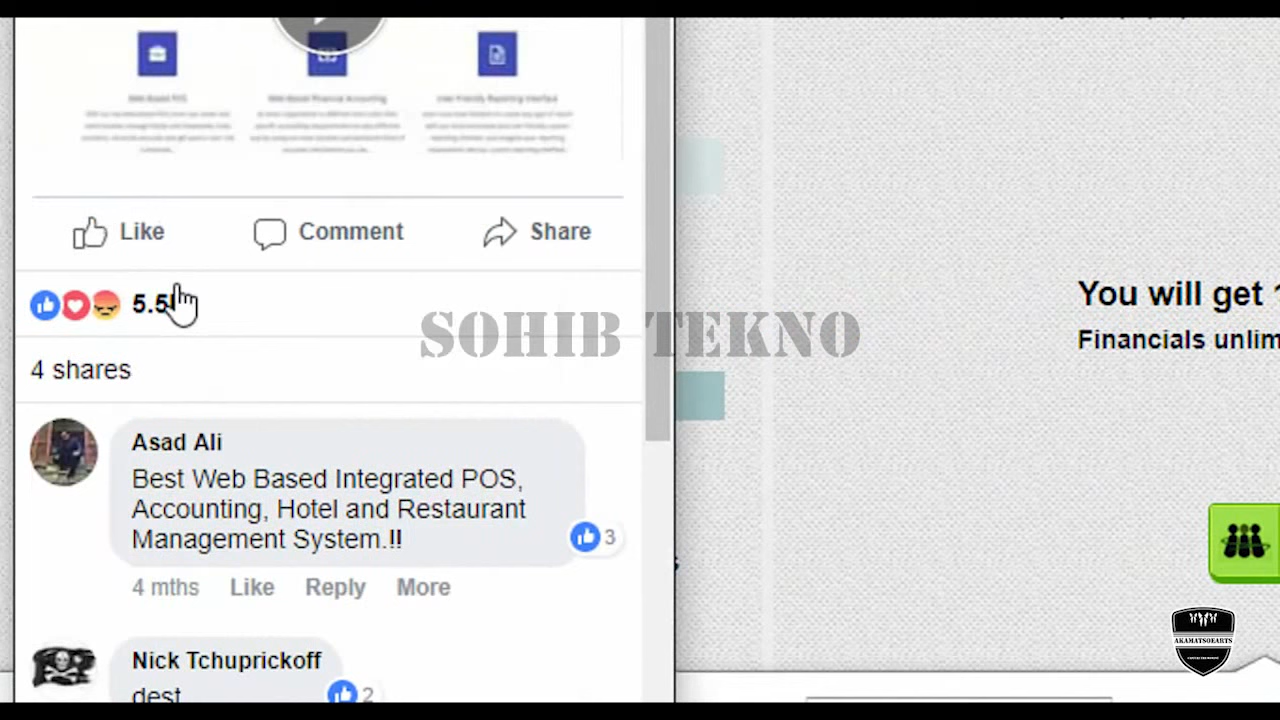 Like Comment Share
5.5
SOHIB TEKNO
4 shares
Asad Ali
Best Web Based Integrated POS,
Accounting, Hotel and Restaurant
Management System.!!
3
4 mths Like Reply More
Nick Tchuprickoff
dest
2
You will get
Financials unlim
AKAMATSOEARTS